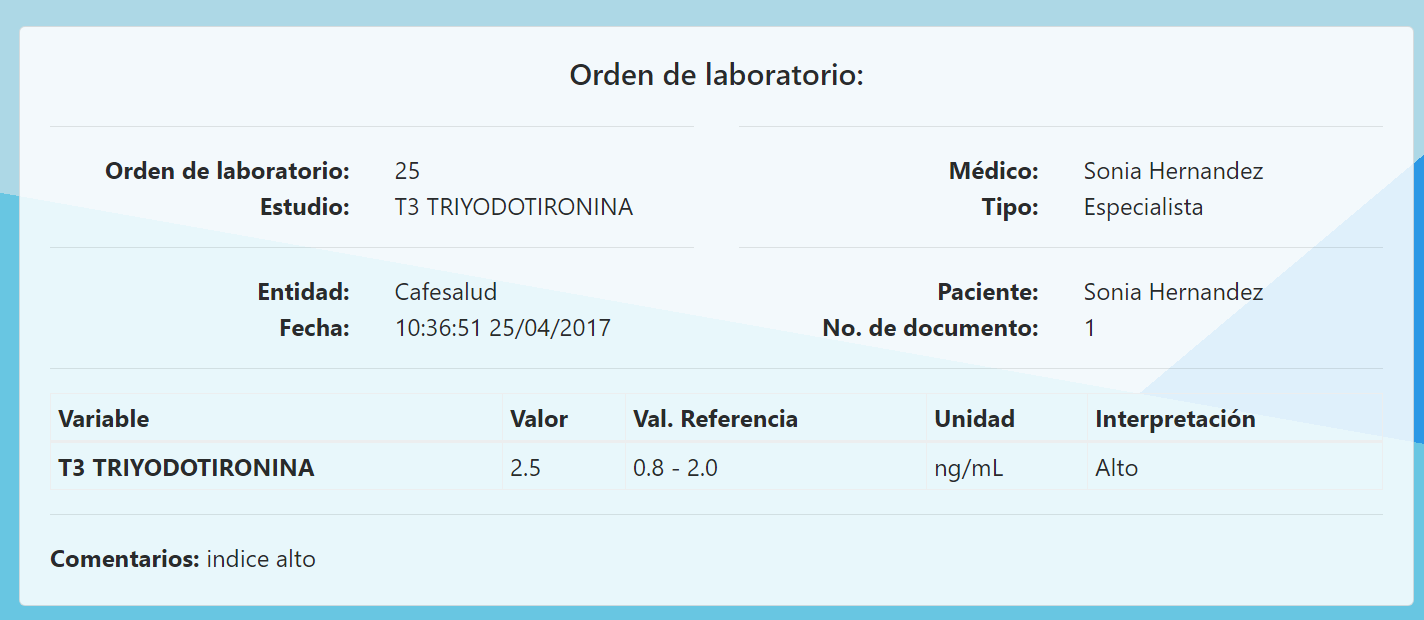 Orden de laboratorio:
Orden de laboratorio: 25
Estudio: T3 TRIYODOTIRONINA
Médico: Sonia Hernandez
Tipo: Especialista
Entidad: Cafesalud
Fecha: 10:36:51 25/04/2017
Paciente: Sonia Hernandez
No. de documento: 1
Variable Valor Val. Referencia Unidad Interpretación
T3 TRIYODOTIRONINA 2.5 0.8 - 2.0 ng/mL Alto
Comentarios: indice alto